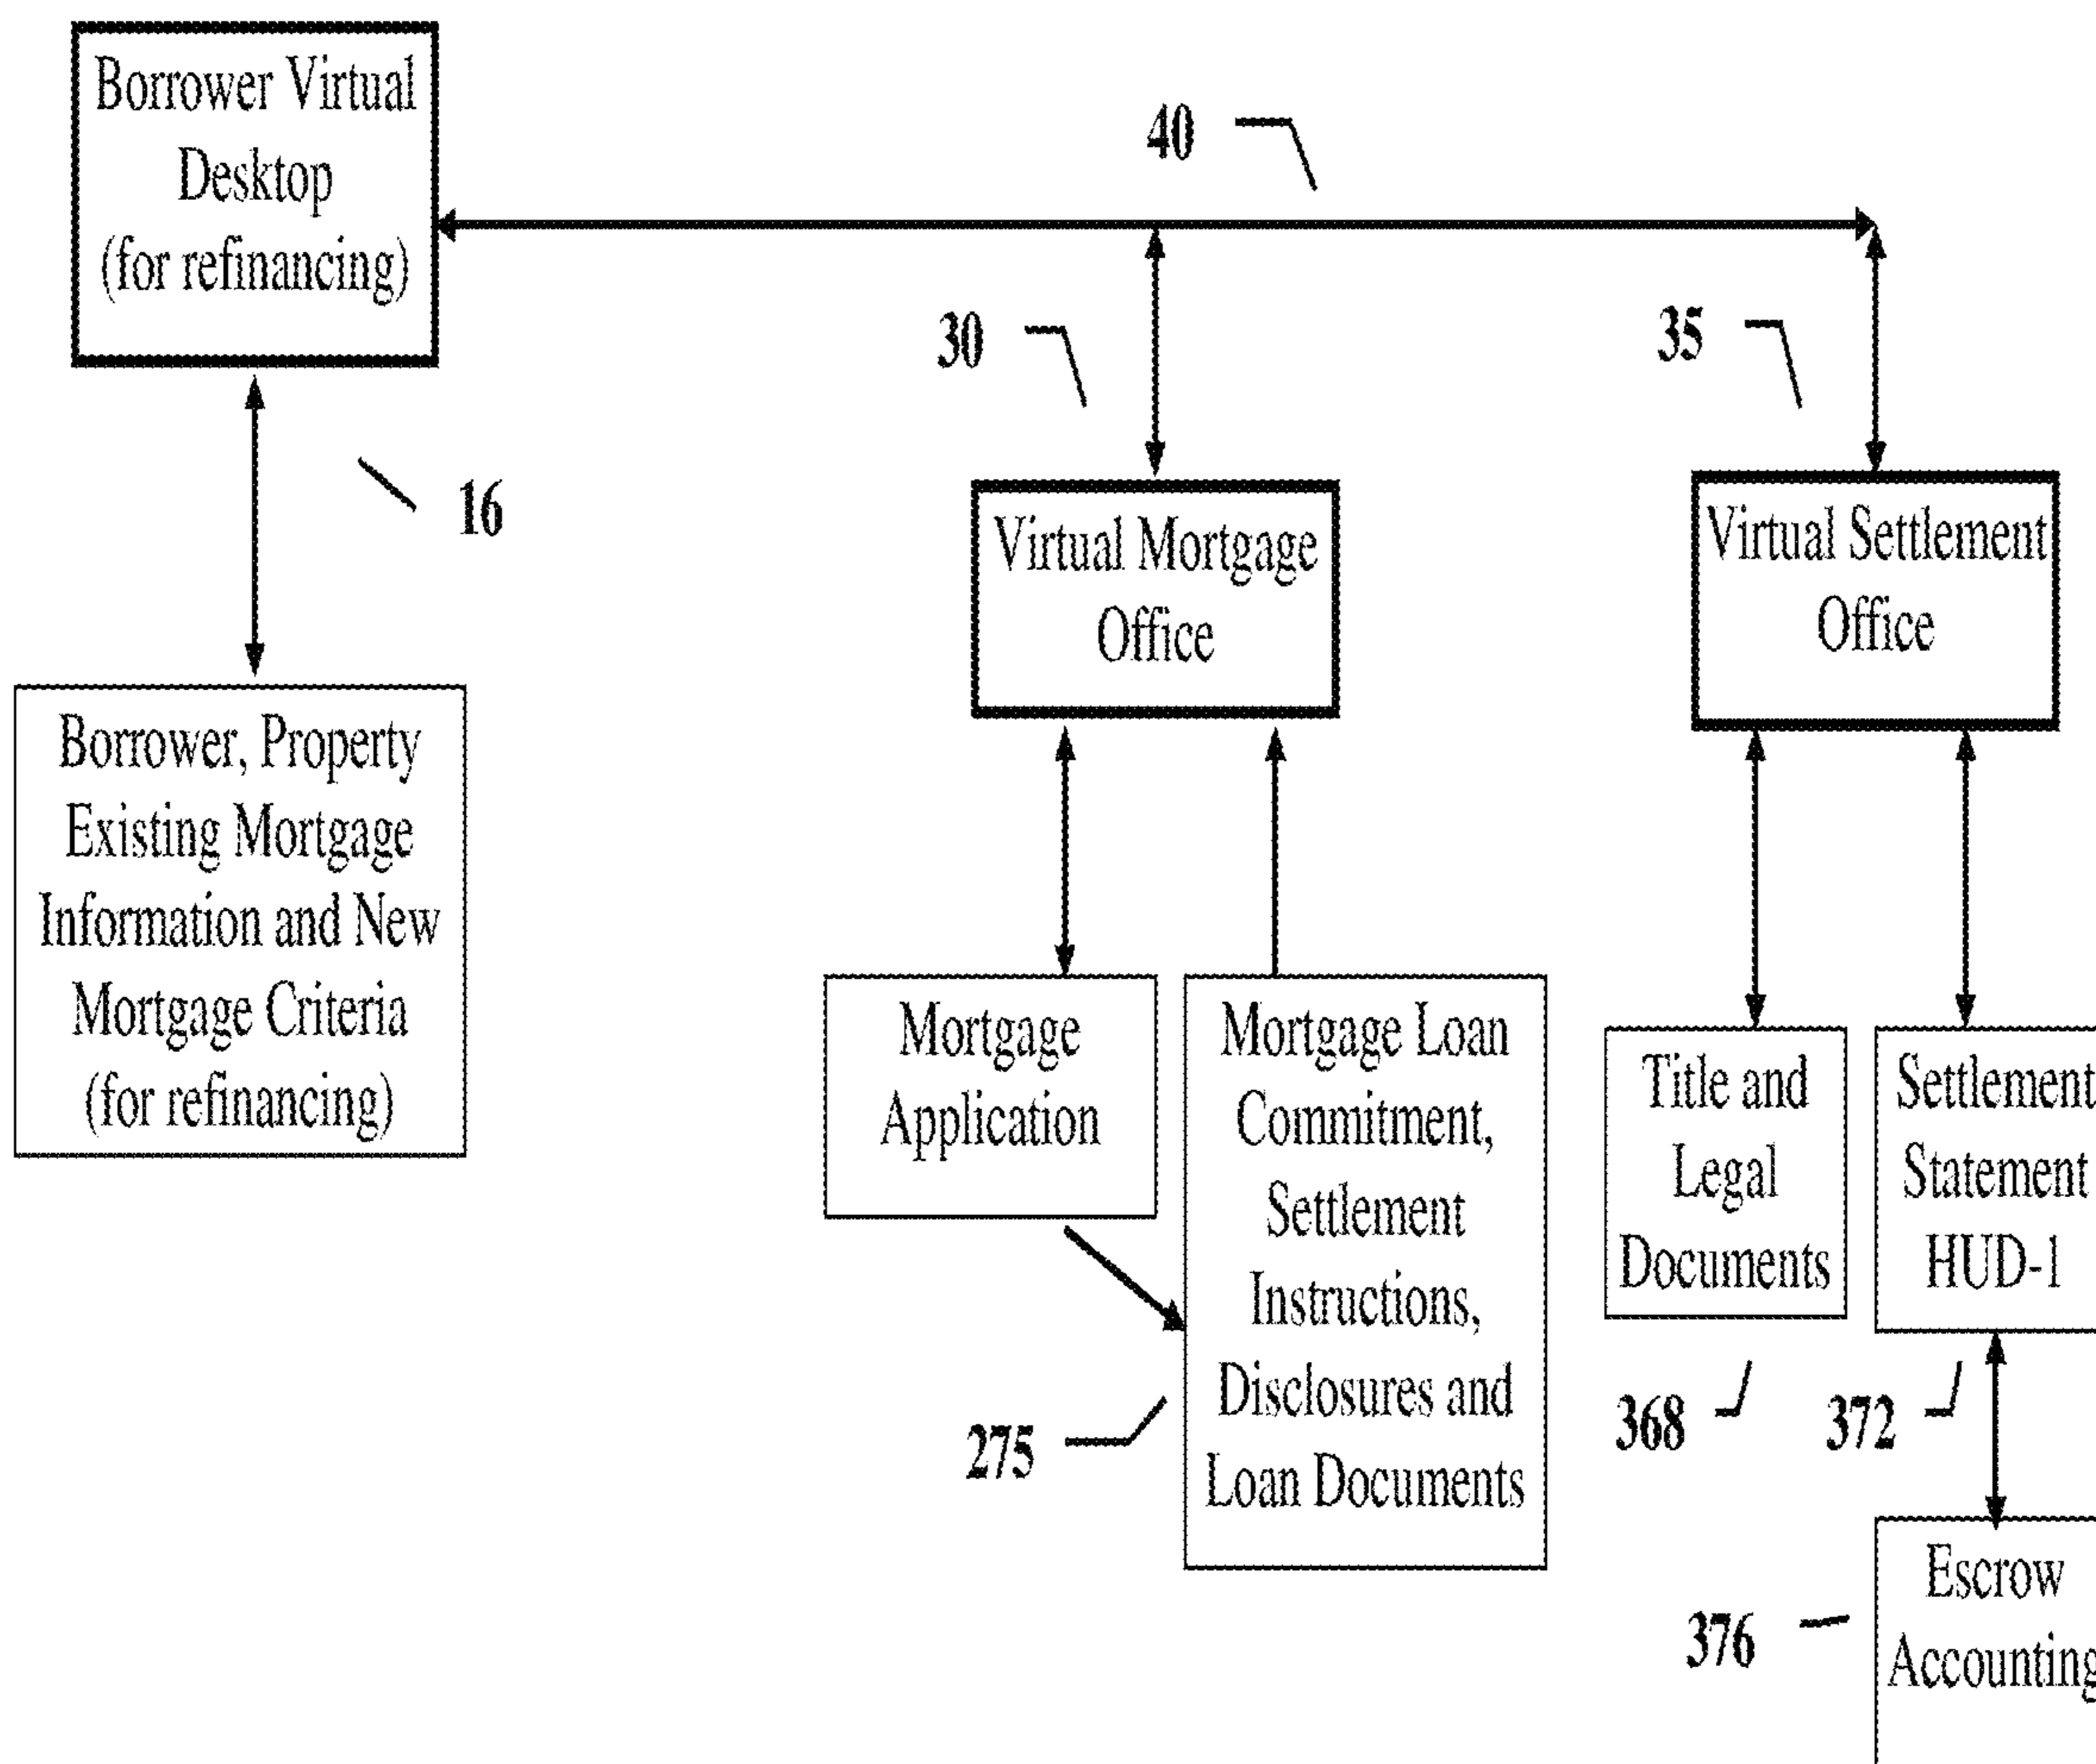 Borrower Virtual
Desktop
(for refinancing)
40
30
35
16
Virtual Mortgage
Office
Virtual Settlement
Office
Borrower, Property
Existing Mortgage
Information and New
Mortgage Criteria
(for refinancing)
Mortgage
Application
Mortgage Loan
Commitment,
Settlement
Instructions,
Disclosures and
Loan Documents
275
Title and
Legal
Documents
368
Settlement
Statement
HUD-1
372
Escrow
Accounting
376